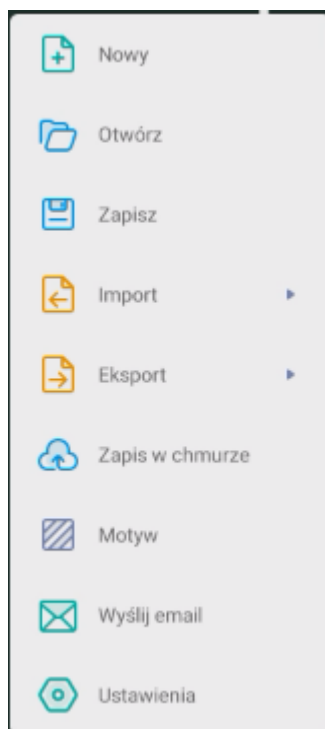 Nowy
Otwórz
Zapisz
Import
Eksport
Zapis w chmurze
Motyw
Wyślij email
Ustawienia